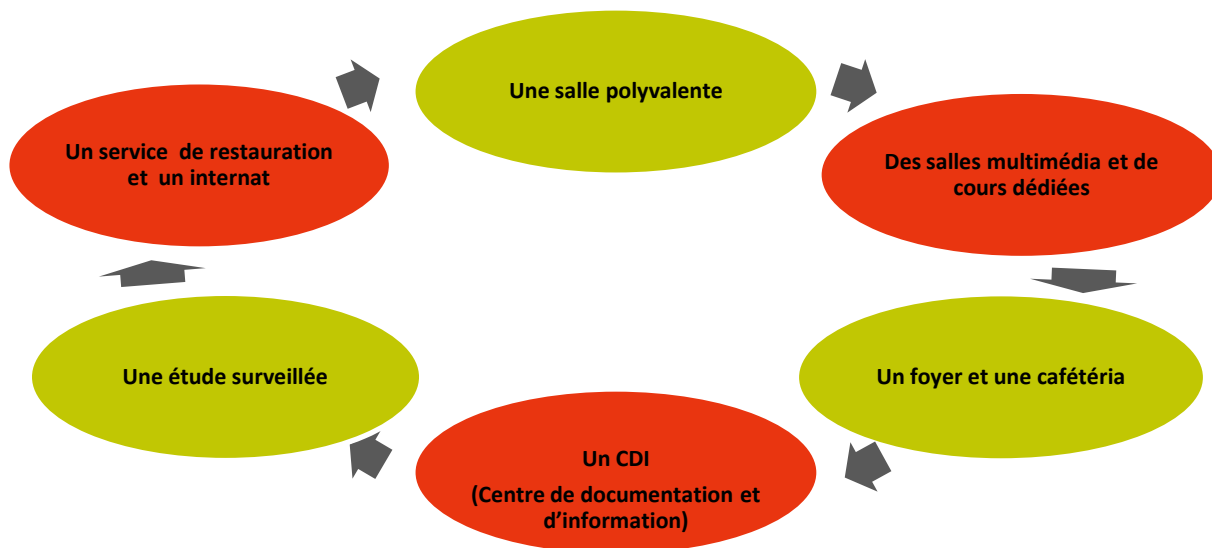 Une salle polyvalente
Des salles multimédia et de
cours dédiées
Un foyer et une cafétéria
Un CDI
(Centre de documentation et
d’information)
Une étude surveillée
Un service  de restauration
et  un internat